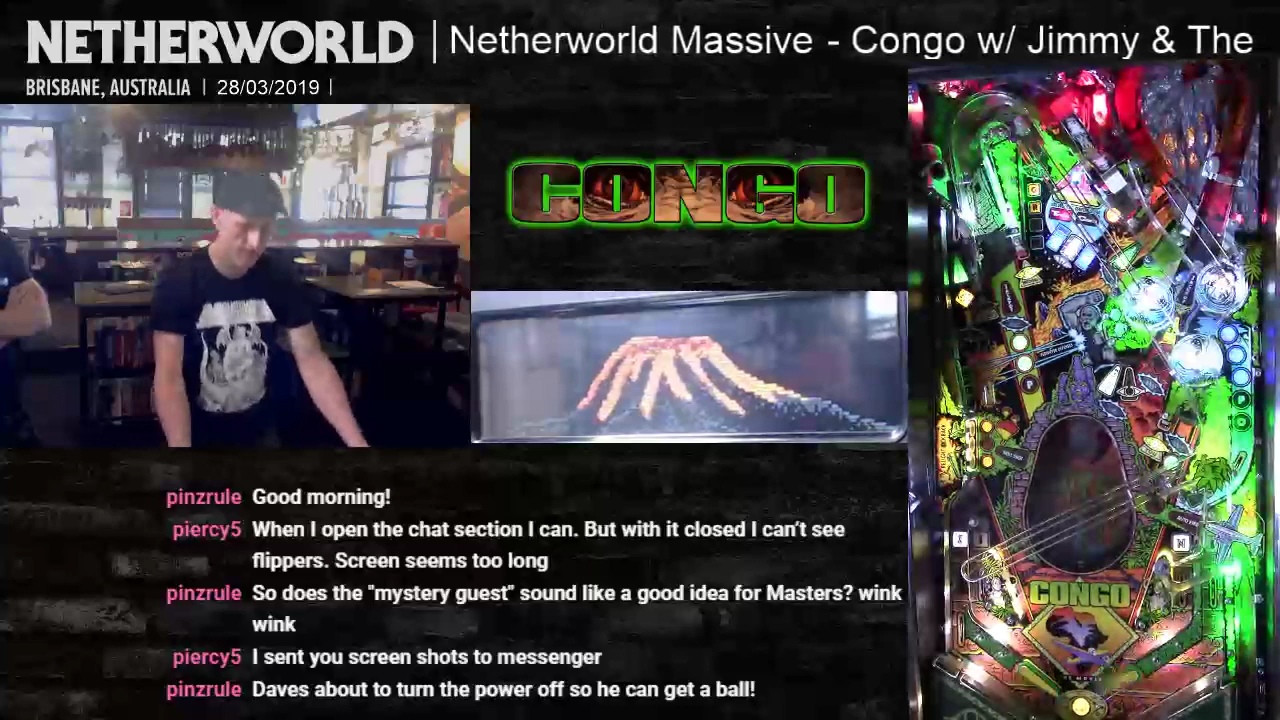 NETHERWORLD | Netherworld Massive - Congo w/ Jimmy & The
BRISBANE, AUSTRALIA | 28/03/2019 |
CONGO
pinzrule Good morning!
piercy5 When I open the chat section I can. But with it closed I can't see
flippers. Screen seems too long
pinzrule So does the "mystery guest" sound like a good idea for Masters? wink
wink
piercy5 I sent you screen shots to messenger
pinzrule Daves about to turn the power off so he can get a ball!
CONGO